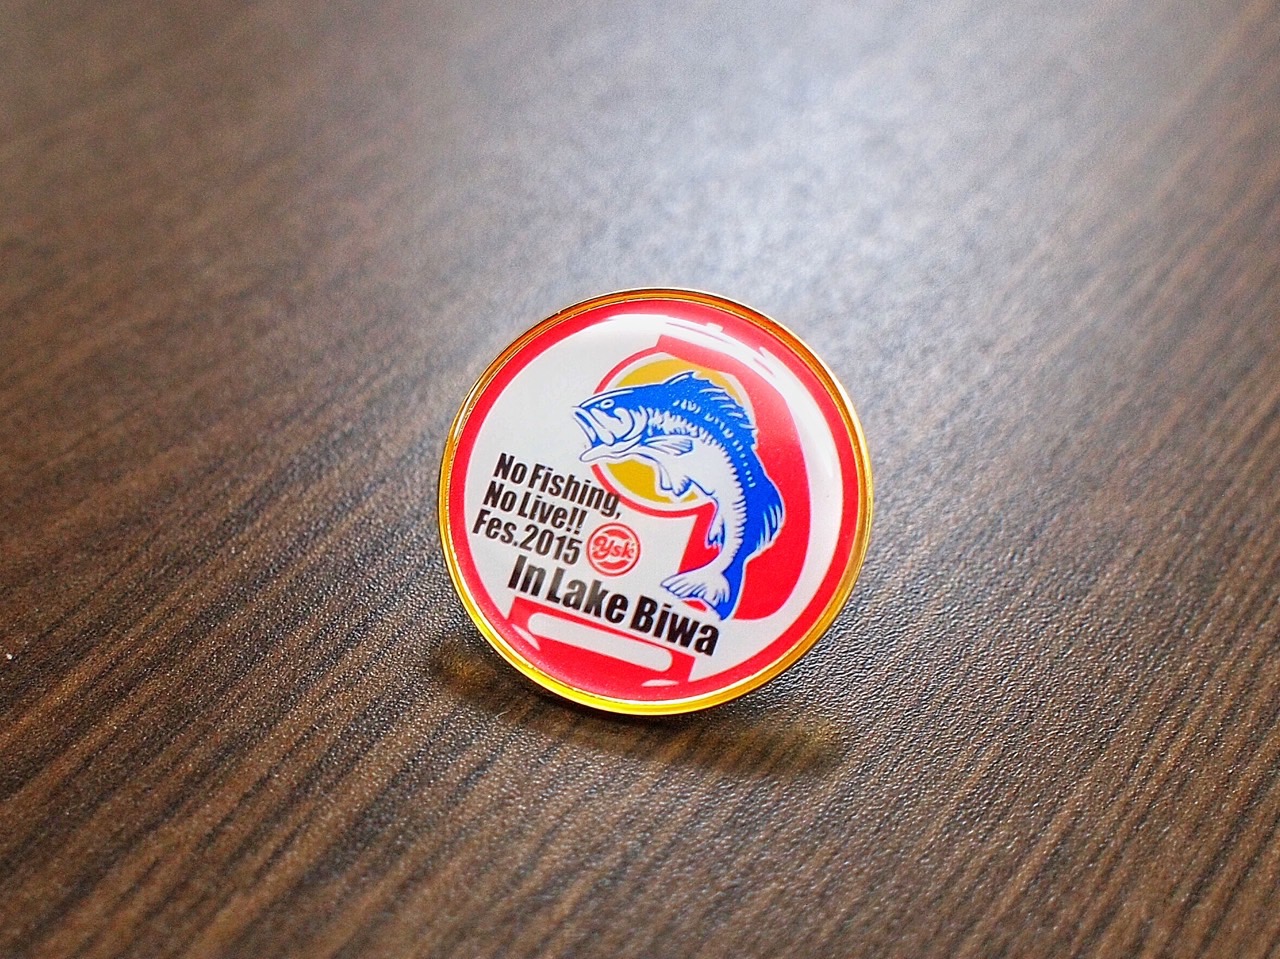 No Fishing,
No Live!!
Fes.2015
Ysk
In Lake Biwa